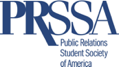 PRSSA
Public Relations
Student Society
of America